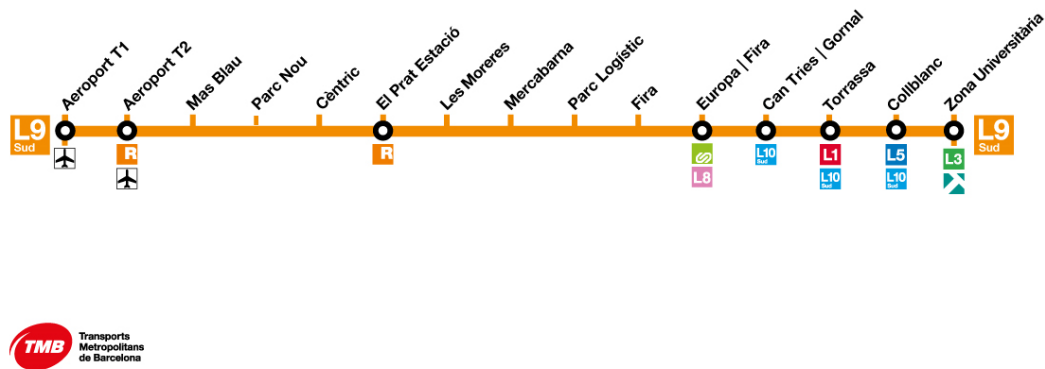 Aeroport T1
Aeroport T2
Mas Blau
Parc Nou
Cèntric
El Prat Estació
Les Moreres
Mercabarna
Parc Logístic
Fira
Europa | Fira
Can Tries | Gornal
Torrassa
Collblanc
Zona Universitària
L9
Sud
L9
Sud
R
R
L8
L10
Sud
L1
L10
Sud
L5
L10
Sud
L3
TMB
Transports
Metropolitans
de Barcelona